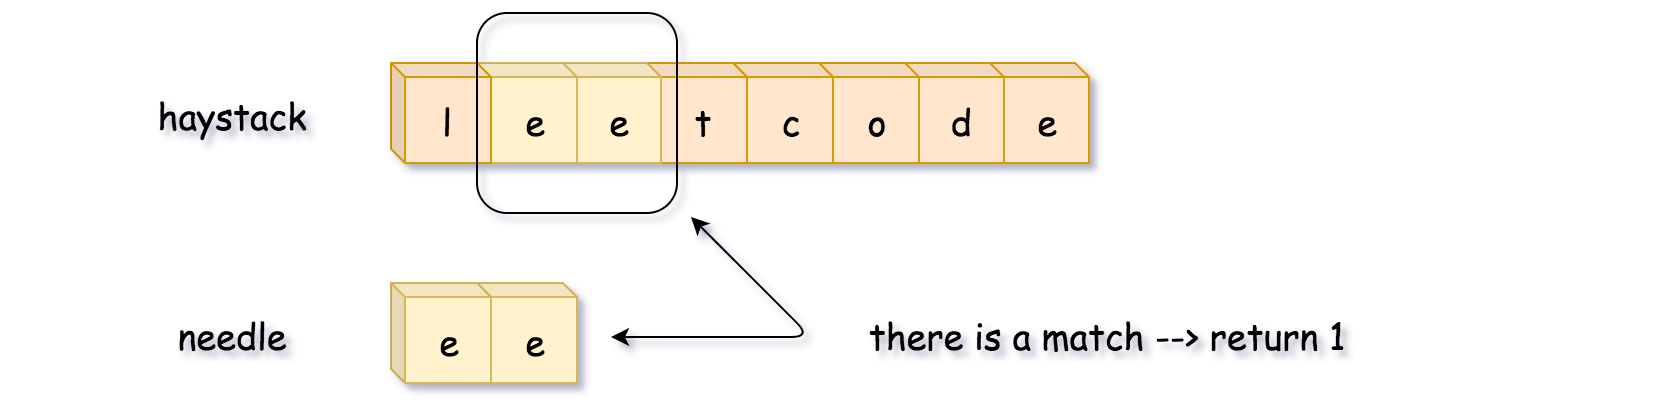 haystack l e e t c o d e
needle e e there is a match --> return 1